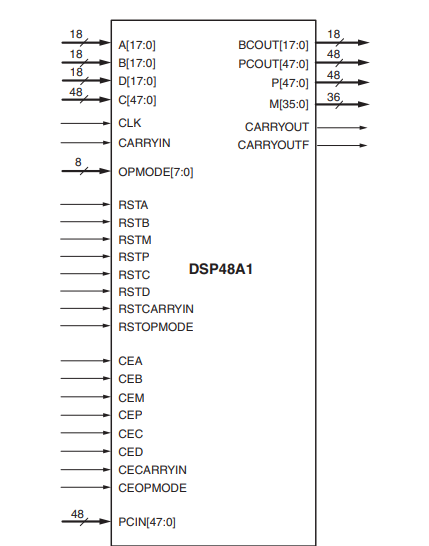 18
A[17:0]
18
B[17:0]
18
D[17:0]
48
C[47:0]
CLK
CARRYIN
8
OPMODE[7:0]
RSTA
RSTB
RSTM
RSTP
RSTC
RSTD
RSTCARRYIN
RSTOPMODE
CEA
CEB
CEM
CEP
CEC
CED
CECARRYIN
CEOPMODE
48
PCIN[47:0]
DSP48A1
BCOUT[17:0]
18
PCOUT[47:0]
48
P[47:0]
48
M[35:0]
36
CARRYOUT
CARRYOUTF